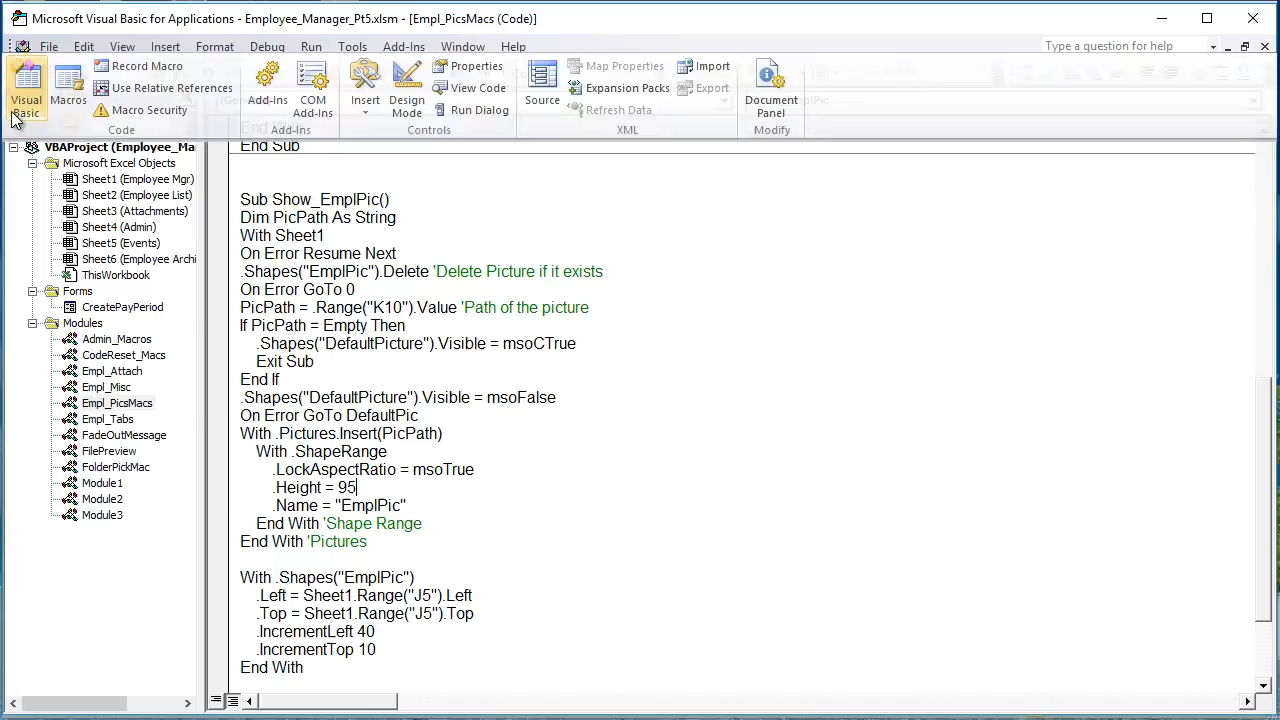 Microsoft Visual Basic for Applications - Employee_Manager_Pt5.xlsm - [Empl_PicsMacs (Code)]
File Edit View Insert Format Debug Run Tools Add-Ins Window Help Type a question for help
Visual Basic
Macros
Record Macro
Use Relative References
Macro Security
Code
Add-Ins
COM Add-Ins
Add-Ins
Insert
Design Mode
Properties
View Code
Run Dialog
Controls
Source
Map Properties
Expansion Packs
Refresh Data
Import
Export
XML
Document Panel
Modify
VBAProject (Employee_Ma
Microsoft Excel Objects
Sheet1 (Employee Mgr)
Sheet2 (Employee List)
Sheet3 (Attachments)
Sheet4 (Admin)
Sheet5 (Events)
Sheet6 (Employee Archi
ThisWorkbook
Forms
CreatePayPeriod
Modules
Admin_Macros
CodeReset_Macs
Empl_Attach
Empl_Misc
Empl_PicsMacs
Empl_Tabs
FadeOutMessage
FilePreview
FolderPickMac
Module1
Module2
Module3
End Sub
Sub Show_EmplPic()
Dim PicPath As String
With Sheet1
On Error Resume Next
.Shapes("EmplPic").Delete 'Delete Picture if it exists
On Error GoTo 0
PicPath = .Range("K10").Value 'Path of the picture
If PicPath = Empty Then
.Shapes("DefaultPicture").Visible = msoCTrue
Exit Sub
End If
.Shapes("DefaultPicture").Visible = msoFalse
On Error GoTo DefaultPic
With .Pictures.Insert(PicPath)
With .ShapeRange
.LockAspectRatio = msoTrue
.Height = 95
.Name = "EmplPic"
End With 'Shape Range
End With 'Pictures
With .Shapes("EmplPic")
.Left = Sheet1.Range("J5").Left
.Top = Sheet1.Range("J5").Top
.IncrementLeft 40
.IncrementTop 10
End With